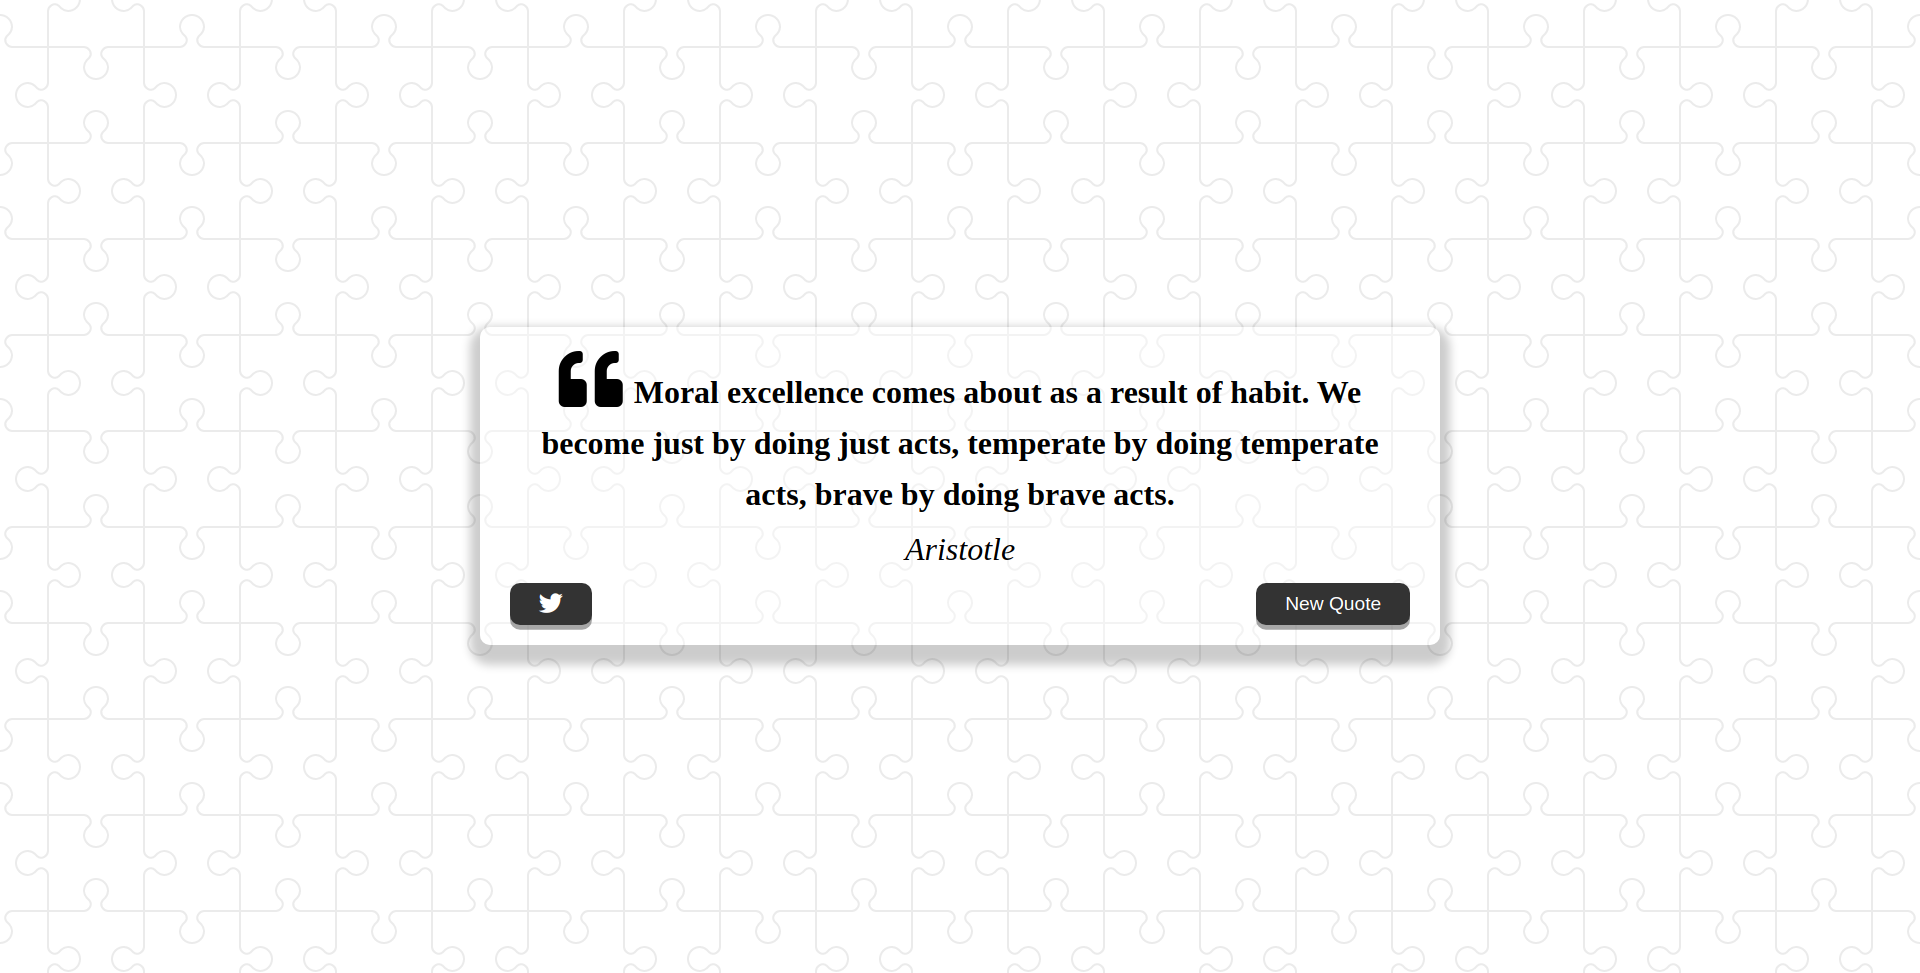 Moral excellence comes about as a result of habit. We
become just by doing just acts, temperate by doing temperate
acts, brave by doing brave acts.
Aristotle
New Quote